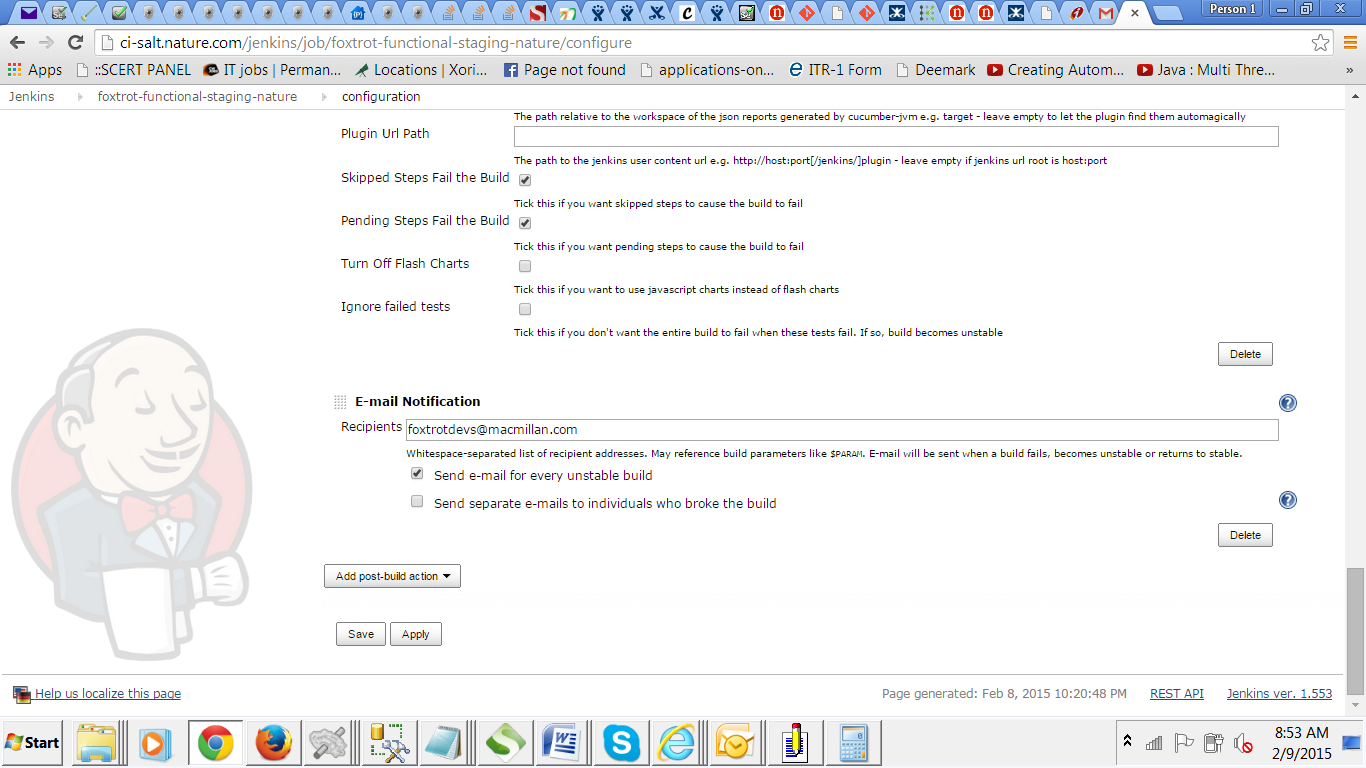 Person 1
ci-salt.nature.com/jenkins/job/foxtrot-functional-staging-nature/configure
Apps ::SCERT PANEL IT jobs | Perman... Locations | Xori... Page not found applications-on... ITR-1 Form Deemark Creating Autom... Java : Multi Thre... »
Jenkins foxtrot-functional-staging-nature configuration
The path relative to the workspace of the json reports generated by cucumber-jvm e.g. target - leave empty to let the plugin find them automagically
Plugin Url Path
The path to the jenkins user content url e.g. http://host:port[/jenkins/]plugin - leave empty if jenkins url root is host:port
Skipped Steps Fail the Build
Tick this if you want skipped steps to cause the build to fail
Pending Steps Fail the Build
Tick this if you want pending steps to cause the build to fail
Turn Off Flash Charts
Tick this if you want to use javascript charts instead of flash charts
Ignore failed tests
Tick this if you don't want the entire build to fail when these tests fail. If so, build becomes unstable
Delete
E-mail Notification
Recipients foxtrotdevs@macmillan.com
Whitespace-separated list of recipient addresses. May reference build parameters like $PARAM. E-mail will be sent when a build fails, becomes unstable or returns to stable.
Send e-mail for every unstable build
Send separate e-mails to individuals who broke the build
Delete
Add post-build action
Save Apply
Help us localize this page Page generated: Feb 8, 2015 10:20:48 PM REST API Jenkins ver. 1.553
Start 8:53 AM
2/9/2015